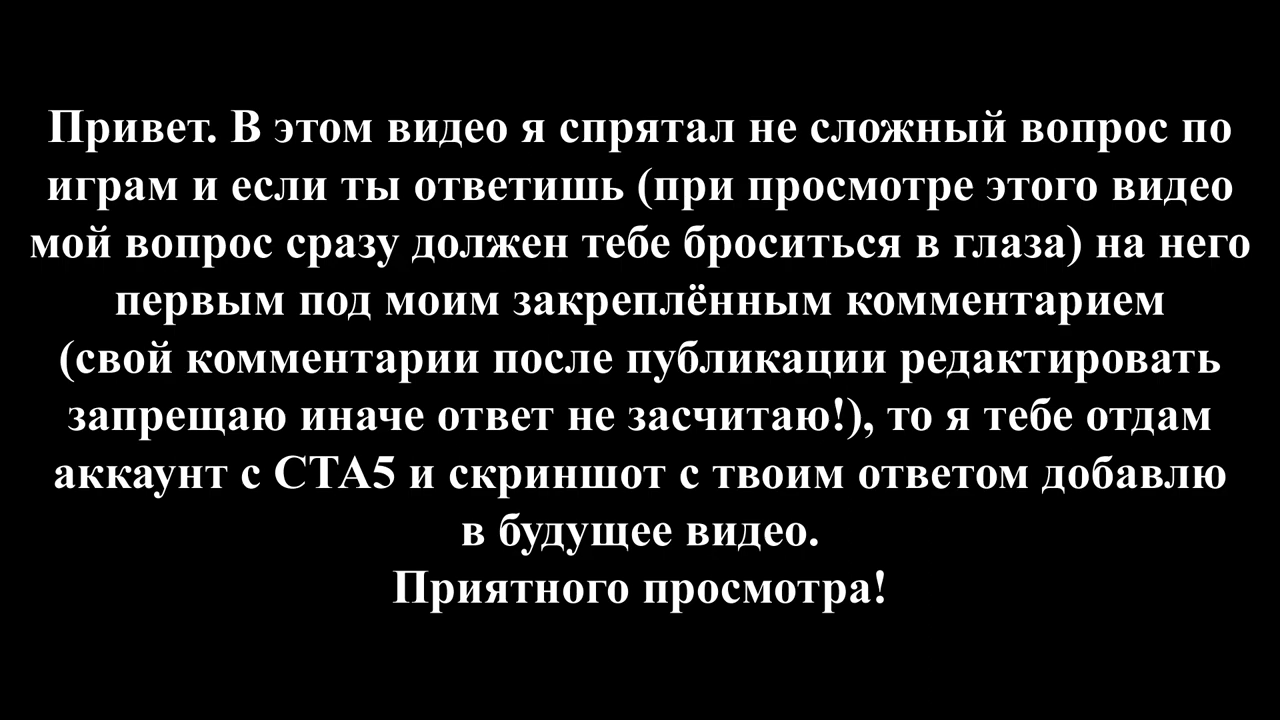 Привет. В этом видео я спрятал не сложный вопрос по
играм и если ты ответишь (при просмотре этого видео
мой вопрос сразу должен тебе броситься в глаза) на него
первым под моим закреплённым комментарием
(свой комментарии после публикации редактировать
запрещаю иначе ответ не засчитаю!), то я тебе отдам
аккаунт с СТА5 и скриншот с твоим ответом добавлю
в будущее видео.
Приятного просмотра!